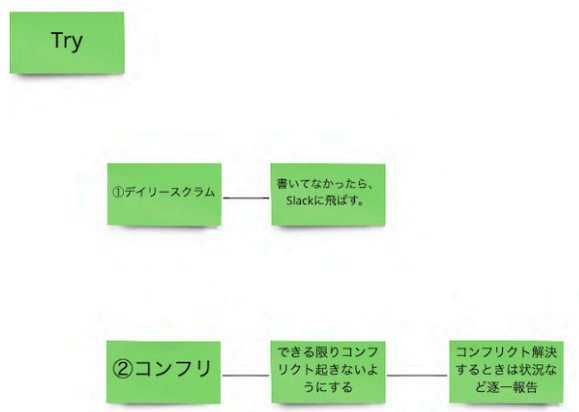 Try
①デイリースクラム
書いてなかったら、
Slackに飛ばす。
②コンフリ
できる限りコンフ
リクト起きないよ
うにする
コンフリクト解決
するときは状況な
ど逐一報告